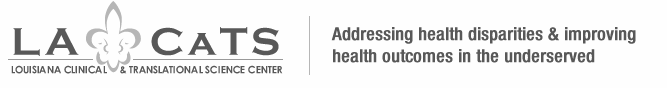 LA CATS
LOUISIANA CLINICAL & TRANSLATIONAL SCIENCE CENTER
Addressing health disparities & improving
health outcomes in the underserved